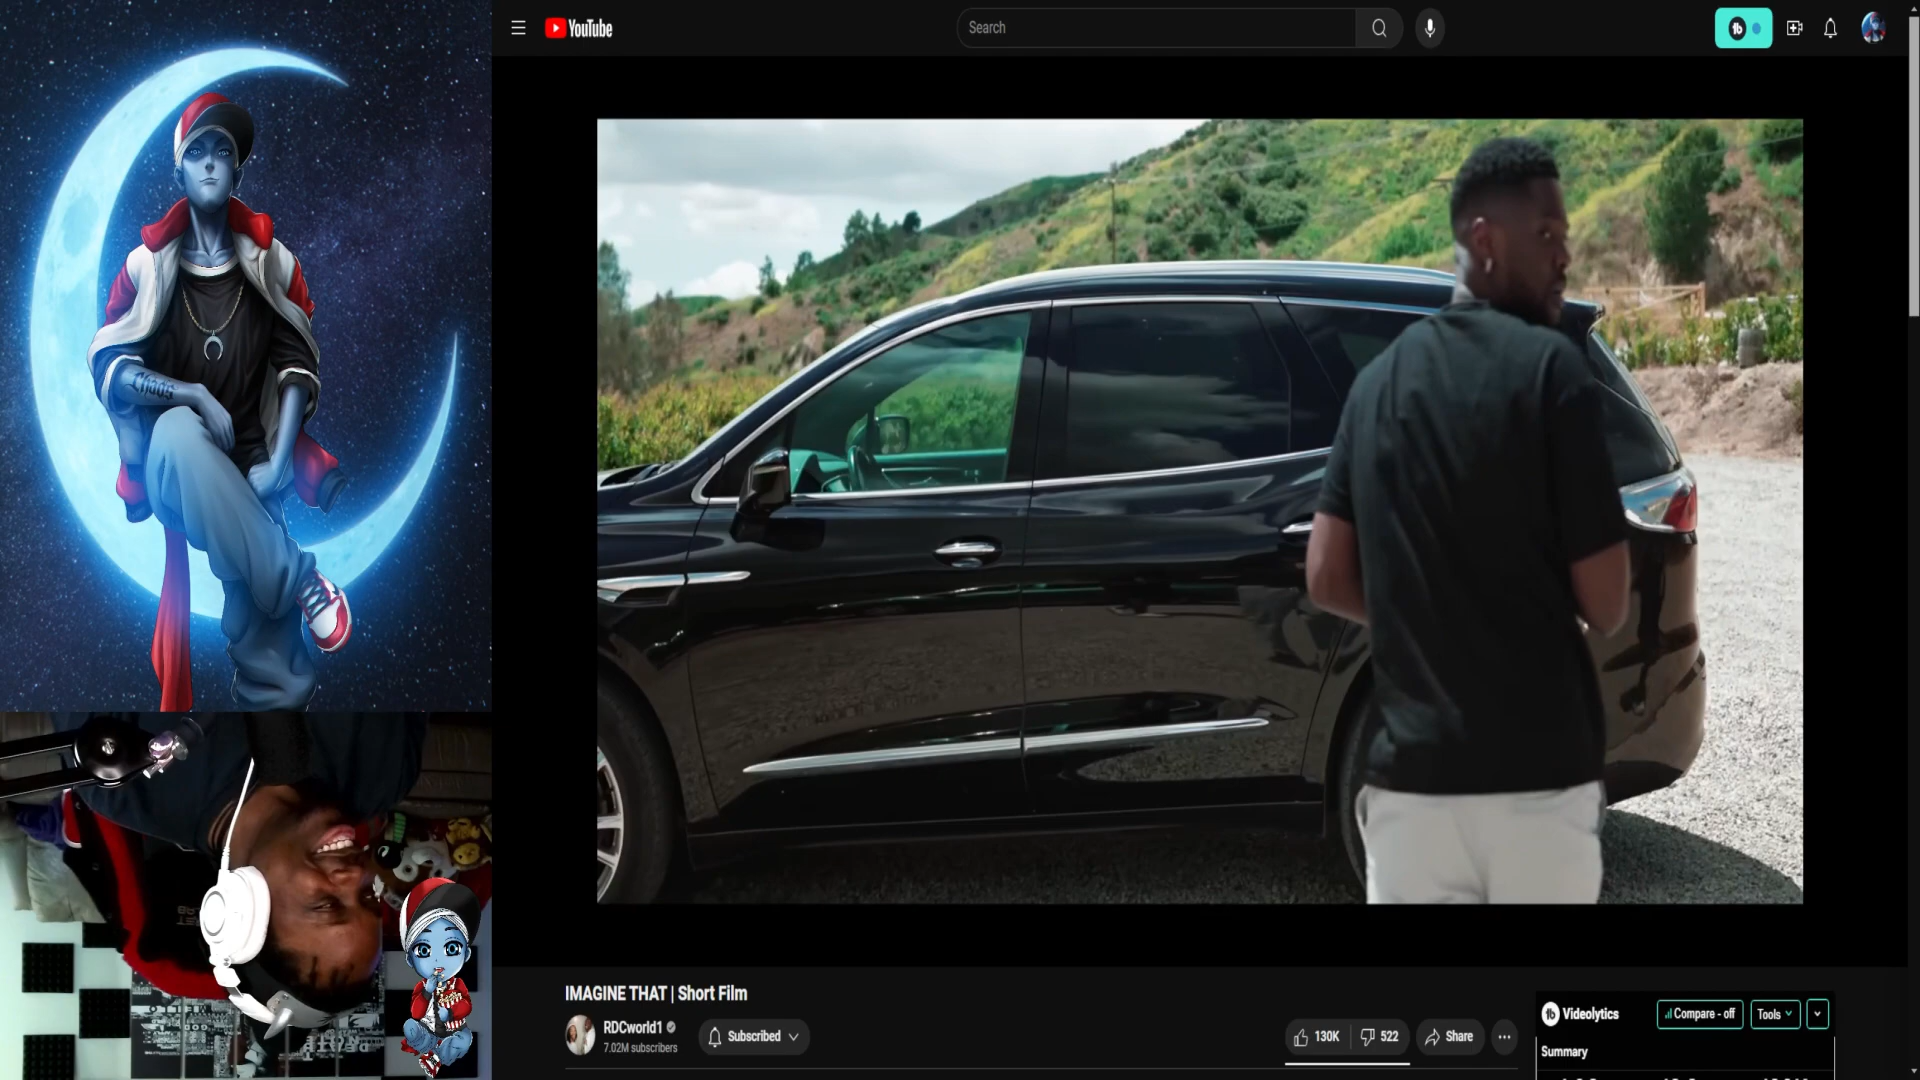 YouTube
Search
Chaos
IMAGINE THAT | Short Film
RDCworld1
7.02M subscribers
Subscribed
130K
522
Share
Videolytics
Compare - off
Tools
Summary